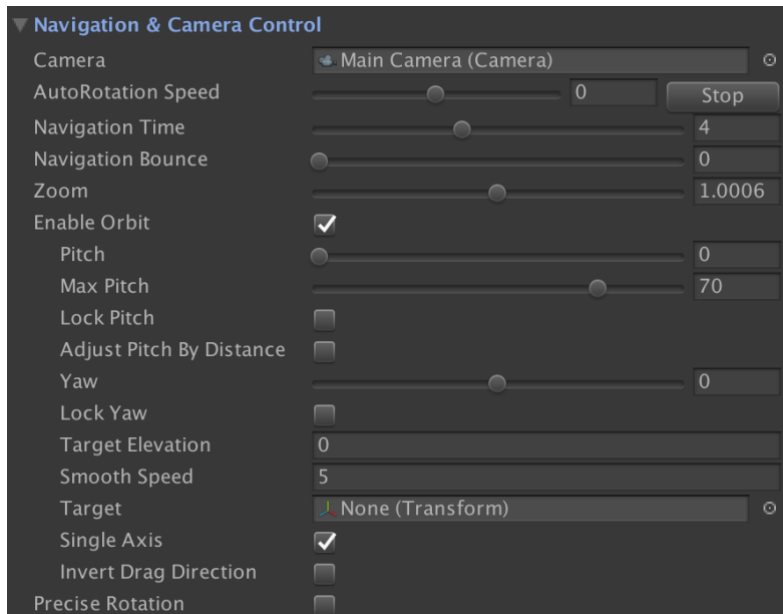 Navigation & Camera Control
Camera Main Camera (Camera)
AutoRotation Speed 0 Stop
Navigation Time 4
Navigation Bounce 0
Zoom 1.0006
Enable Orbit
Pitch 0
Max Pitch 70
Lock Pitch
Adjust Pitch By Distance
Yaw 0
Lock Yaw
Target Elevation 0
Smooth Speed 5
Target None (Transform)
Single Axis
Invert Drag Direction
Precise Rotation